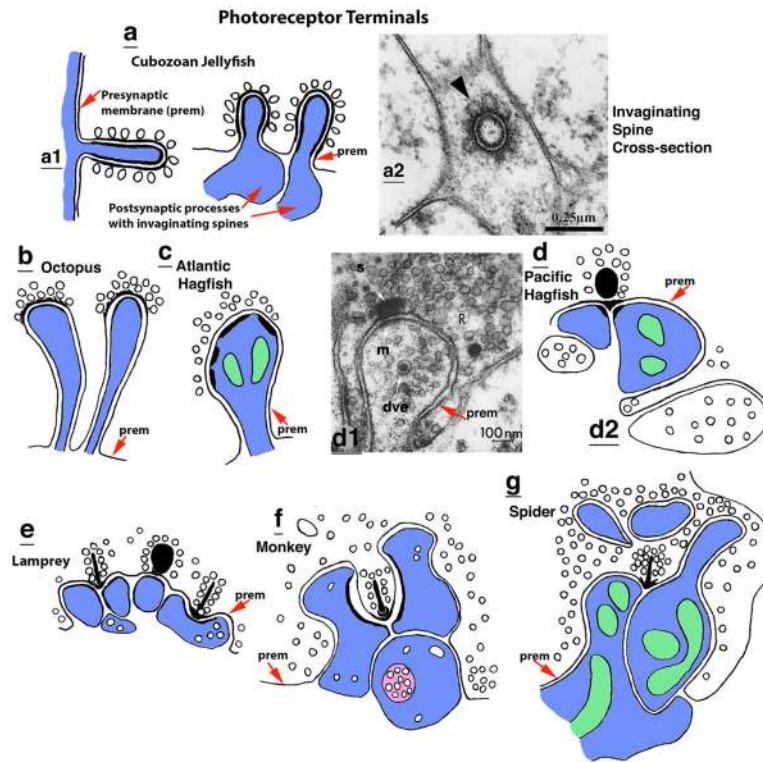 Photoreceptor Terminals
a
Cubozoan Jellyfish
Presynaptic
membrane (prem)
a1
prem
Postsynaptic processes
with invaginating spines
a2
0.25µm
Invaginating
Spine
Cross-section
b
Octopus
prem
c
Atlantic
Hagfish
prem
s
R
m
dve
prem
d1
100 nm
d
Pacific
Hagfish
prem
d2
e
Lamprey
prem
f
Monkey
prem
g
Spider
prem